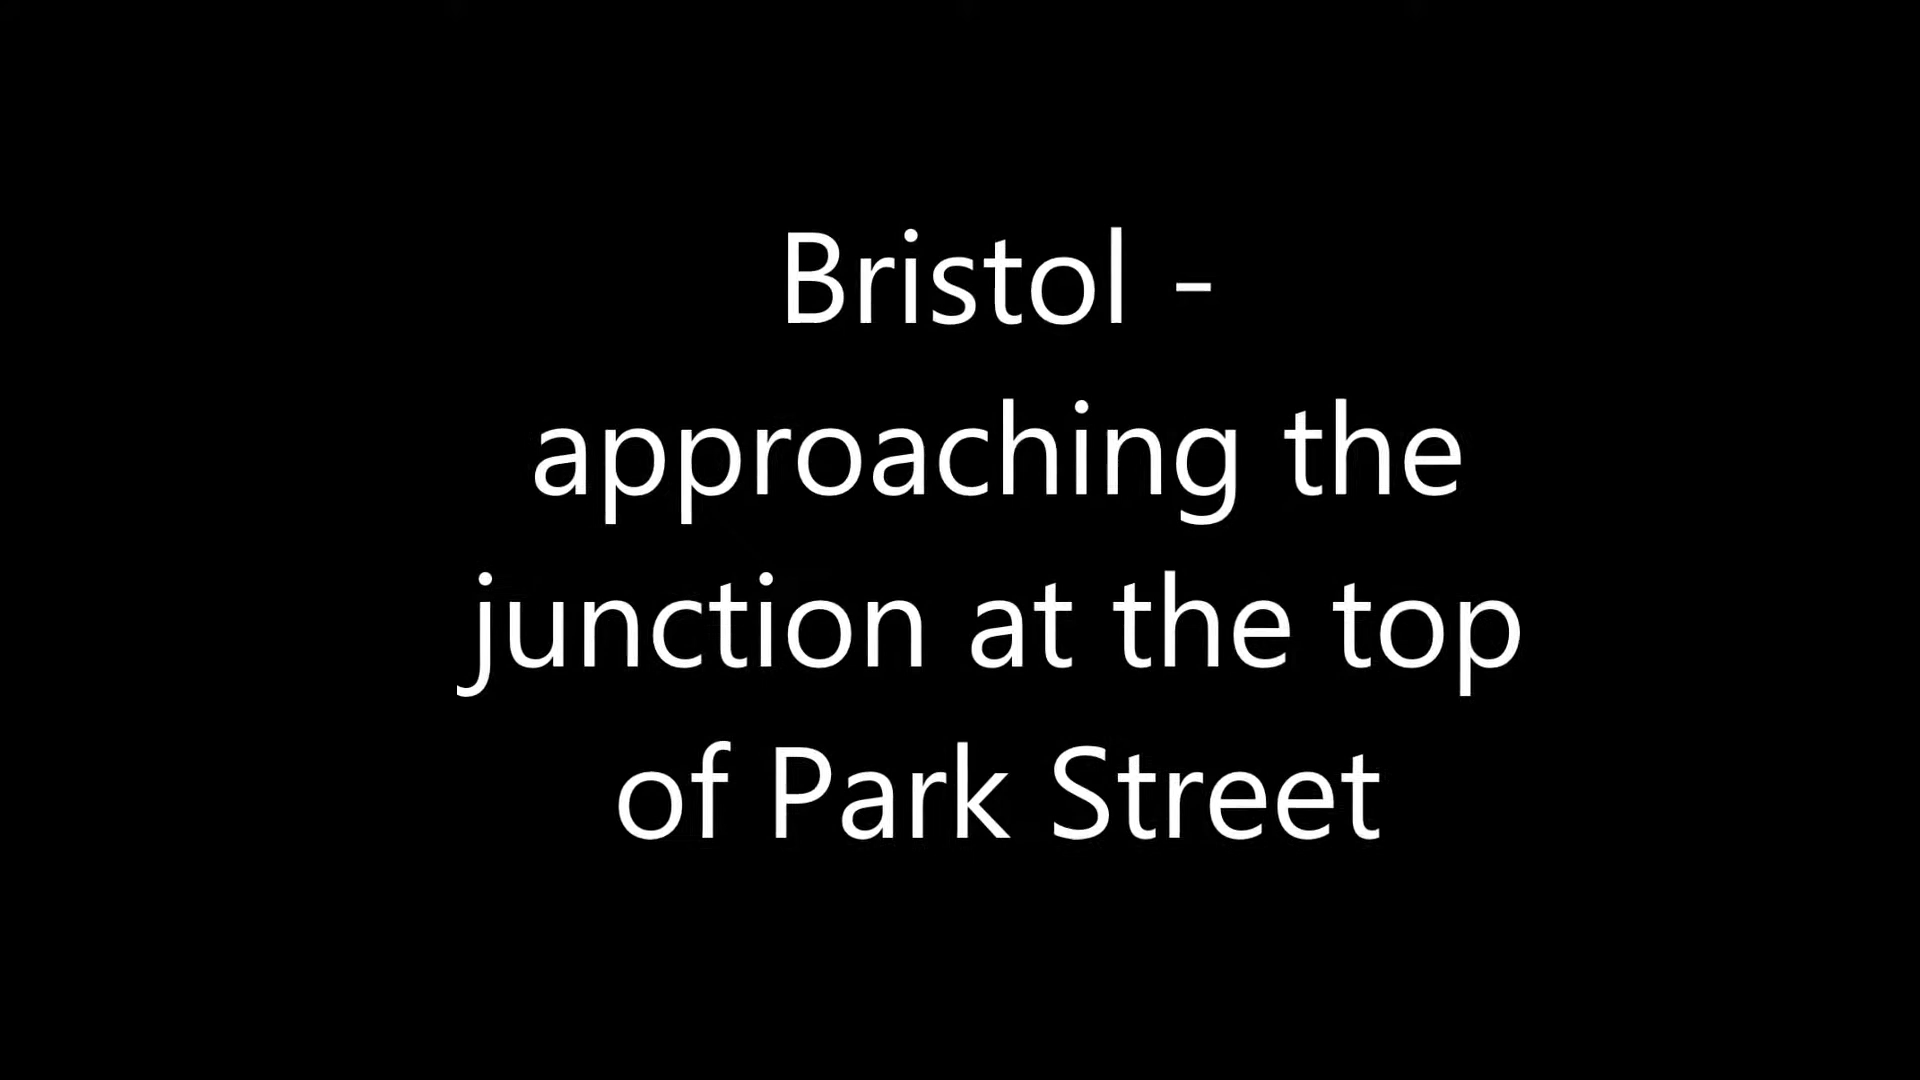 Bristol -
approaching the
junction at the top
of Park Street